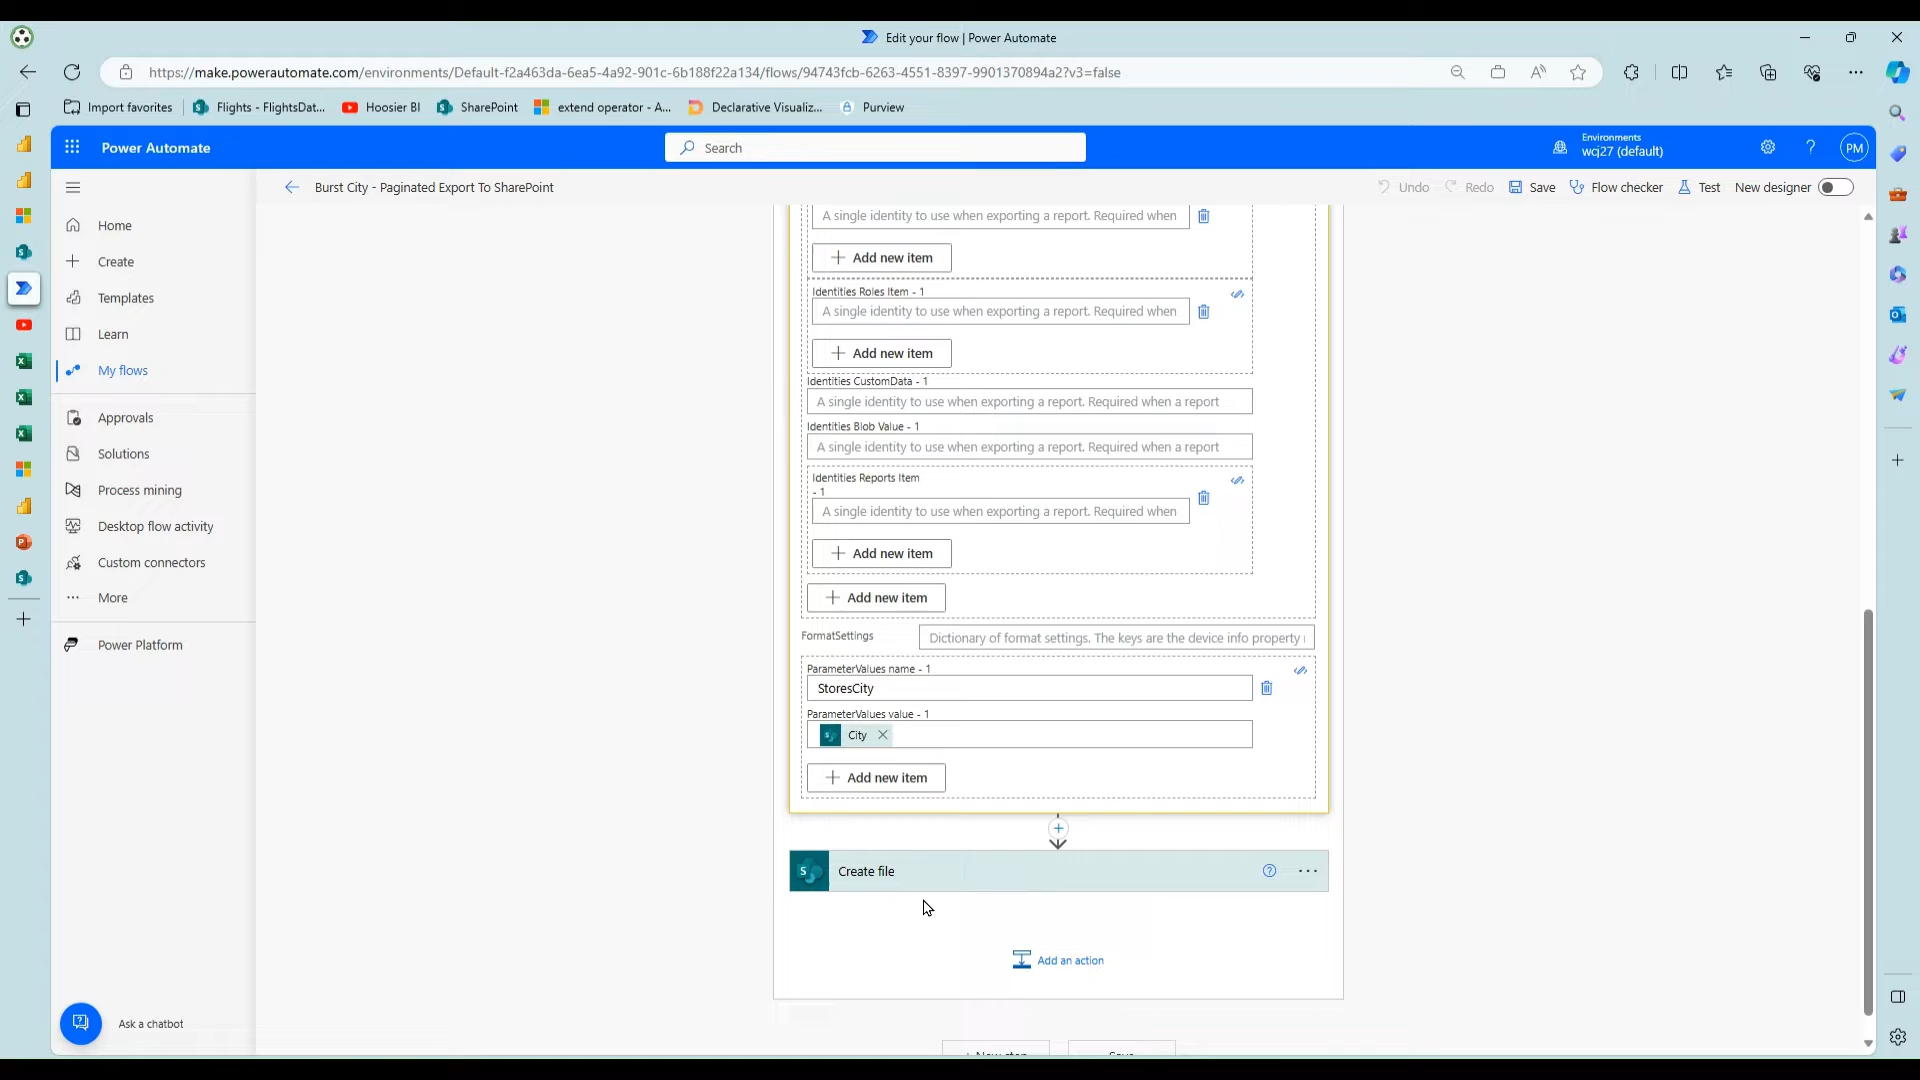 Edit your flow | Power Automate
https://make.powerautomate.com/environments/Default-f2a463da-6ea5-4a92-901c-6b188f22a134/flows/94743fcb-6263-4551-8397-9901370894a2?v3=false
Import favorites
Flights - FlightsDat...
Hoosier BI
SharePoint
extend operator - A...
Declarative Visualiz...
Purview
Power Automate
Search
Environments
wcj27 (default)
PM
Burst City - Paginated Export To SharePoint
Undo
Redo
Save
Flow checker
Test
New designer
Home
Create
Templates
Learn
My flows
Approvals
Solutions
Process mining
Desktop flow activity
Custom connectors
More
Power Platform
Ask a chatbot
A single identity to use when exporting a report. Required when
Add new item
Identities Roles Item - 1
A single identity to use when exporting a report. Required when
Add new item
Identities CustomData - 1
A single identity to use when exporting a report. Required when a report
Identities Blob Value - 1
A single identity to use when exporting a report. Required when a report
Identities Reports Item
- 1
A single identity to use when exporting a report. Required when
Add new item
Add new item
FormatSettings
Dictionary of format settings. The keys are the device info property
ParameterValues name - 1
StoresCity
ParameterValues value - 1
City
Add new item
Create file
Add an action